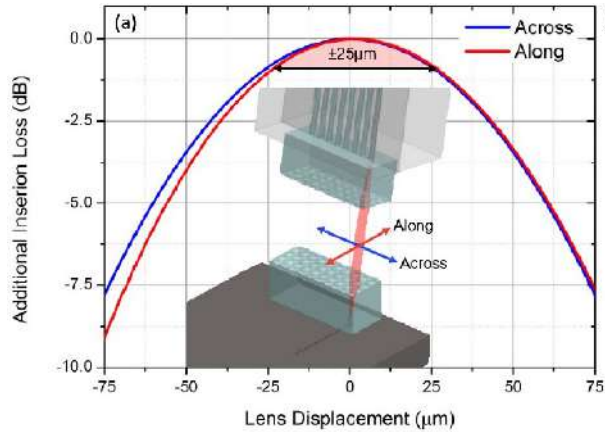 (a)
Across
Along
±25µm
0.0
-2.5
-5.0
-7.5
-10.0
Additional Inserion Loss (dB)
Along
Across
-75
-50
-25
0
25
50
75
Lens Displacement (µm)